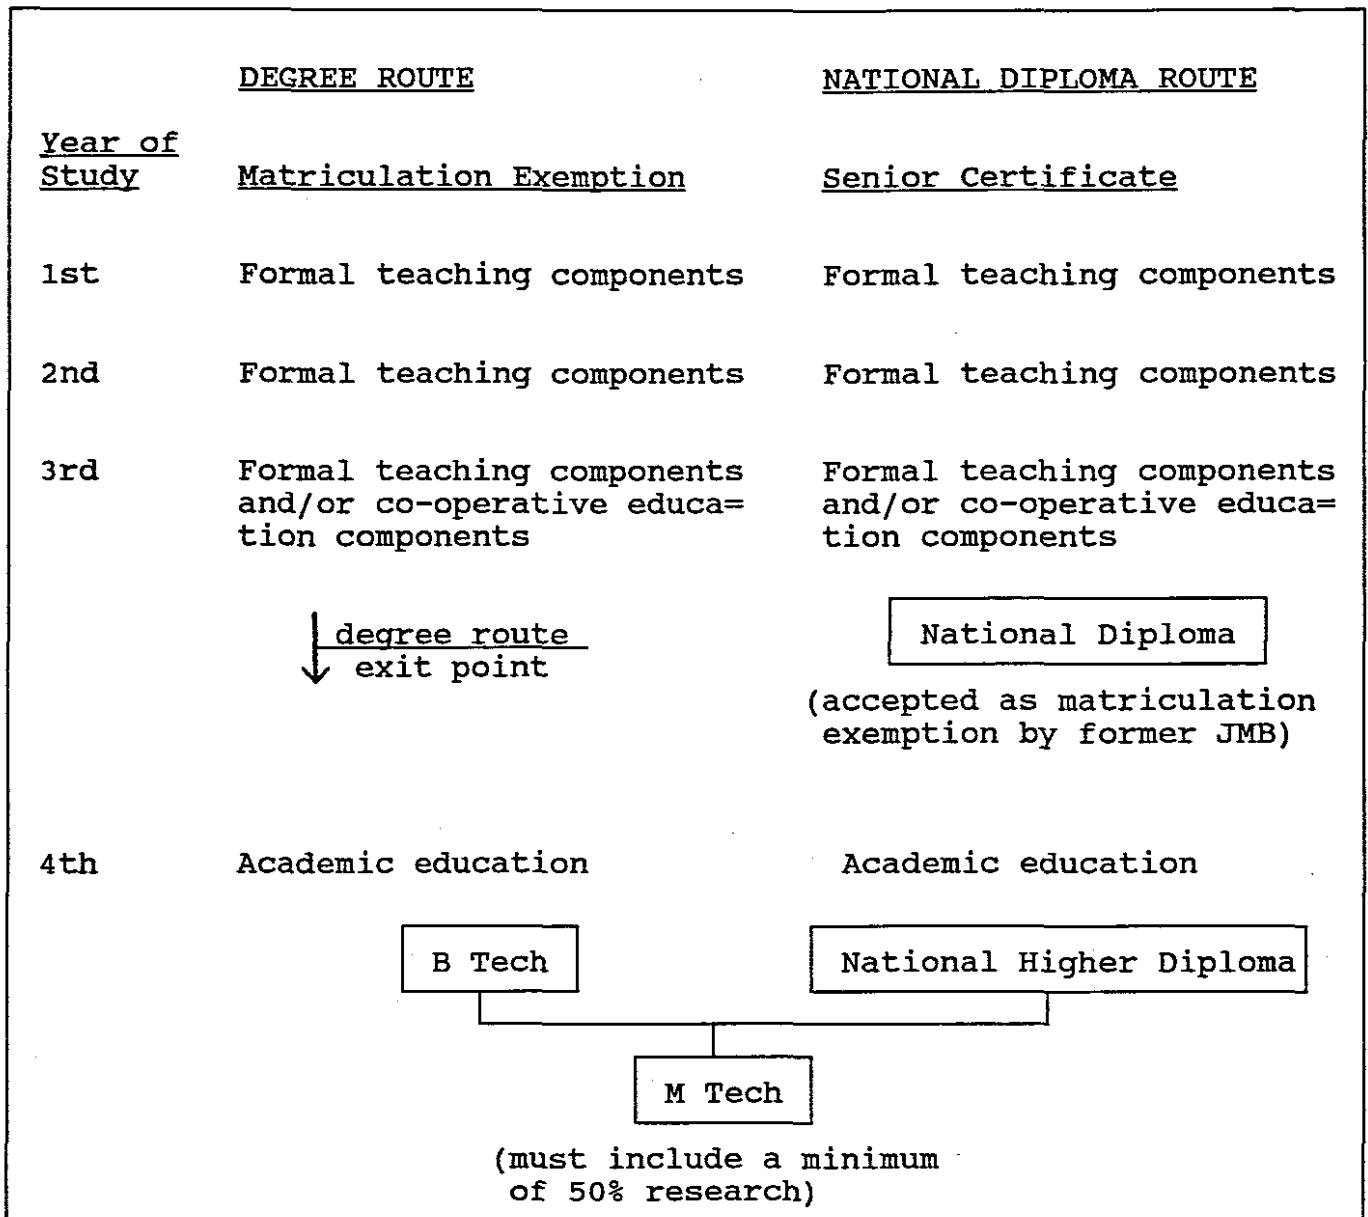 DEGREE ROUTE NATIONAL DIPLOMA ROUTE
Year of
Study Matriculation Exemption Senior Certificate
1st Formal teaching components Formal teaching components
2nd Formal teaching components Formal teaching components
3rd Formal teaching components Formal teaching components
and/or co-operative educa= and/or co-operative educa=
tion components tion components
degree route National Diploma
exit point
(accepted as matriculation
exemption by former JMB)
4th Academic education Academic education
B Tech National Higher Diploma
M Tech
(must include a minimum
of 50% research)